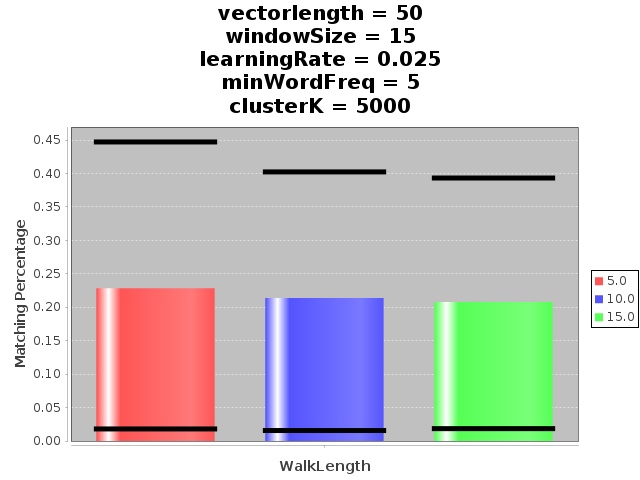 vectorlength = 50
windowSize = 15
learningRate = 0.025
minWordFreq = 5
clusterK = 5000
Matching Percentage
0.45
0.40
0.35
0.30
0.25
0.20
0.15
0.10
0.05
0.00
WalkLength
5.0
10.0
15.0